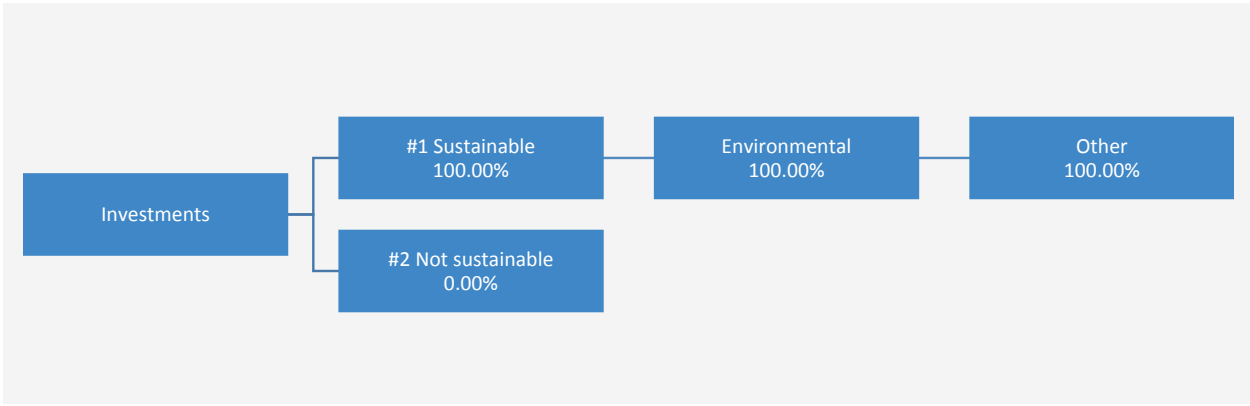 Investments
#1 Sustainable
100.00%
Environmental
100.00%
Other
100.00%
#2 Not sustainable
0.00%